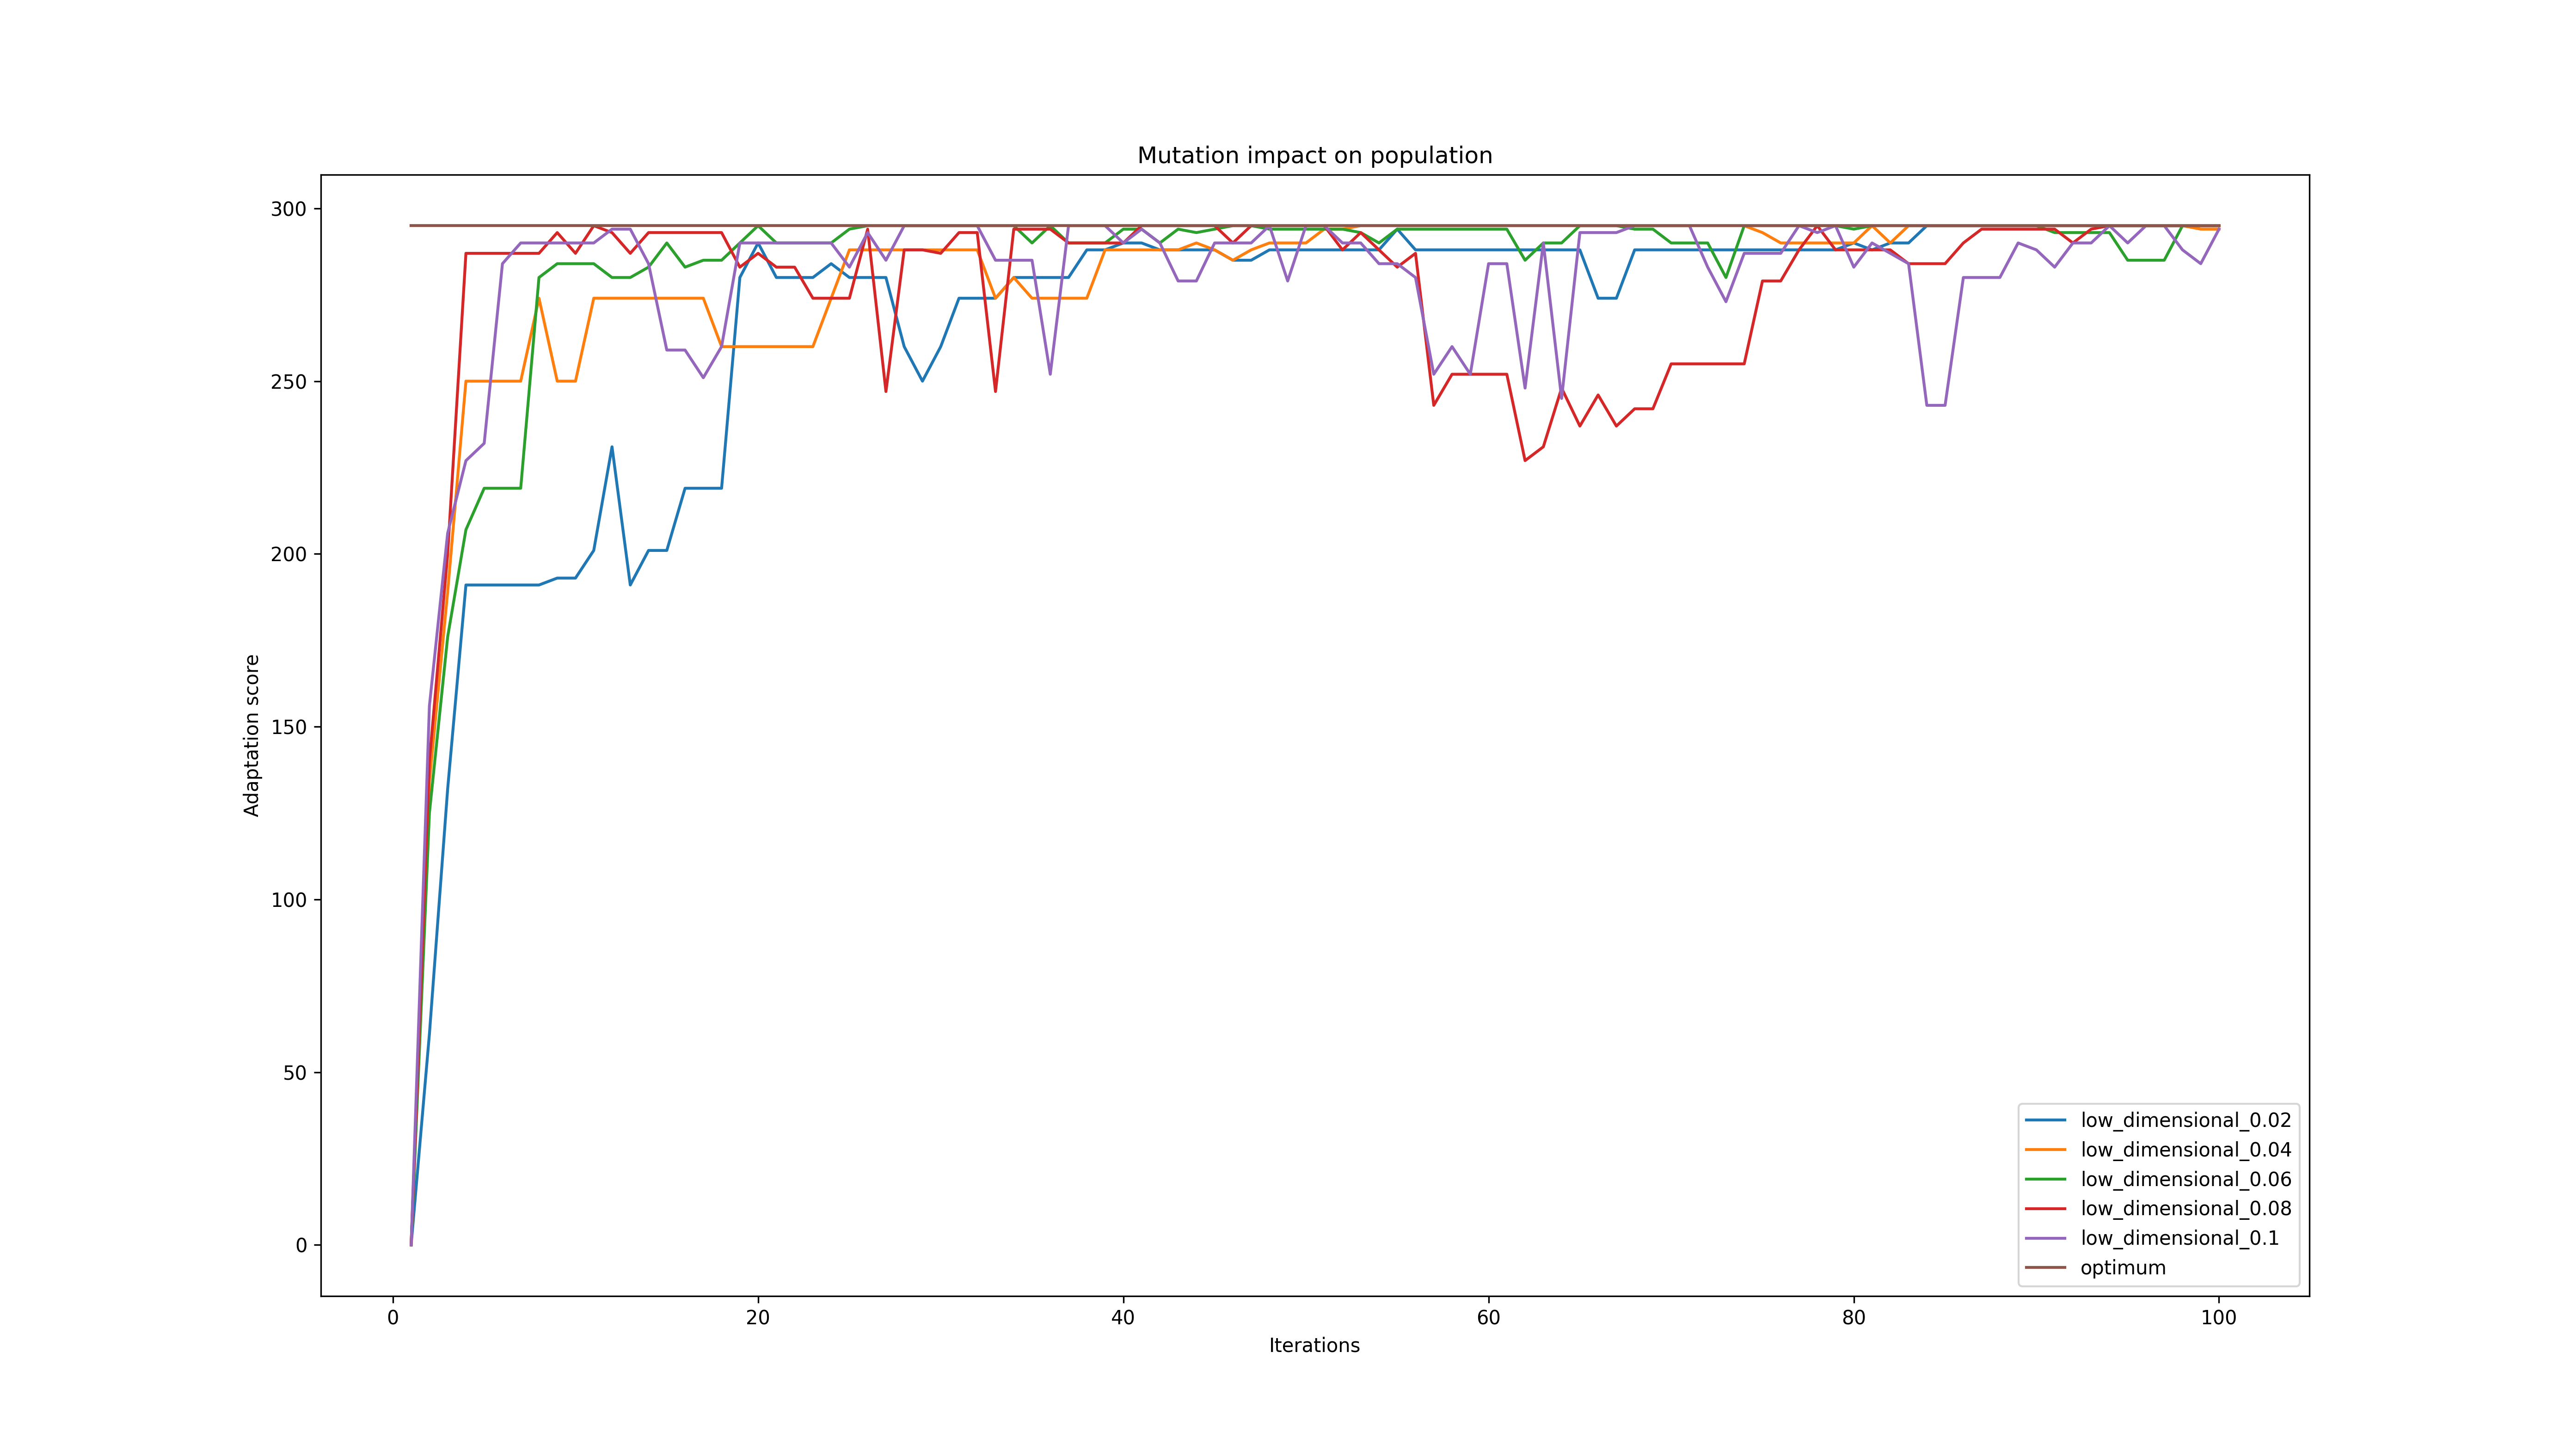 Mutation impact on population
300
250
200
150
100
50
0
Adaptation score
0 20 40 60 80 100
Iterations
low_dimensional_0.02
low_dimensional_0.04
low_dimensional_0.06
low_dimensional_0.08
low_dimensional_0.1
optimum